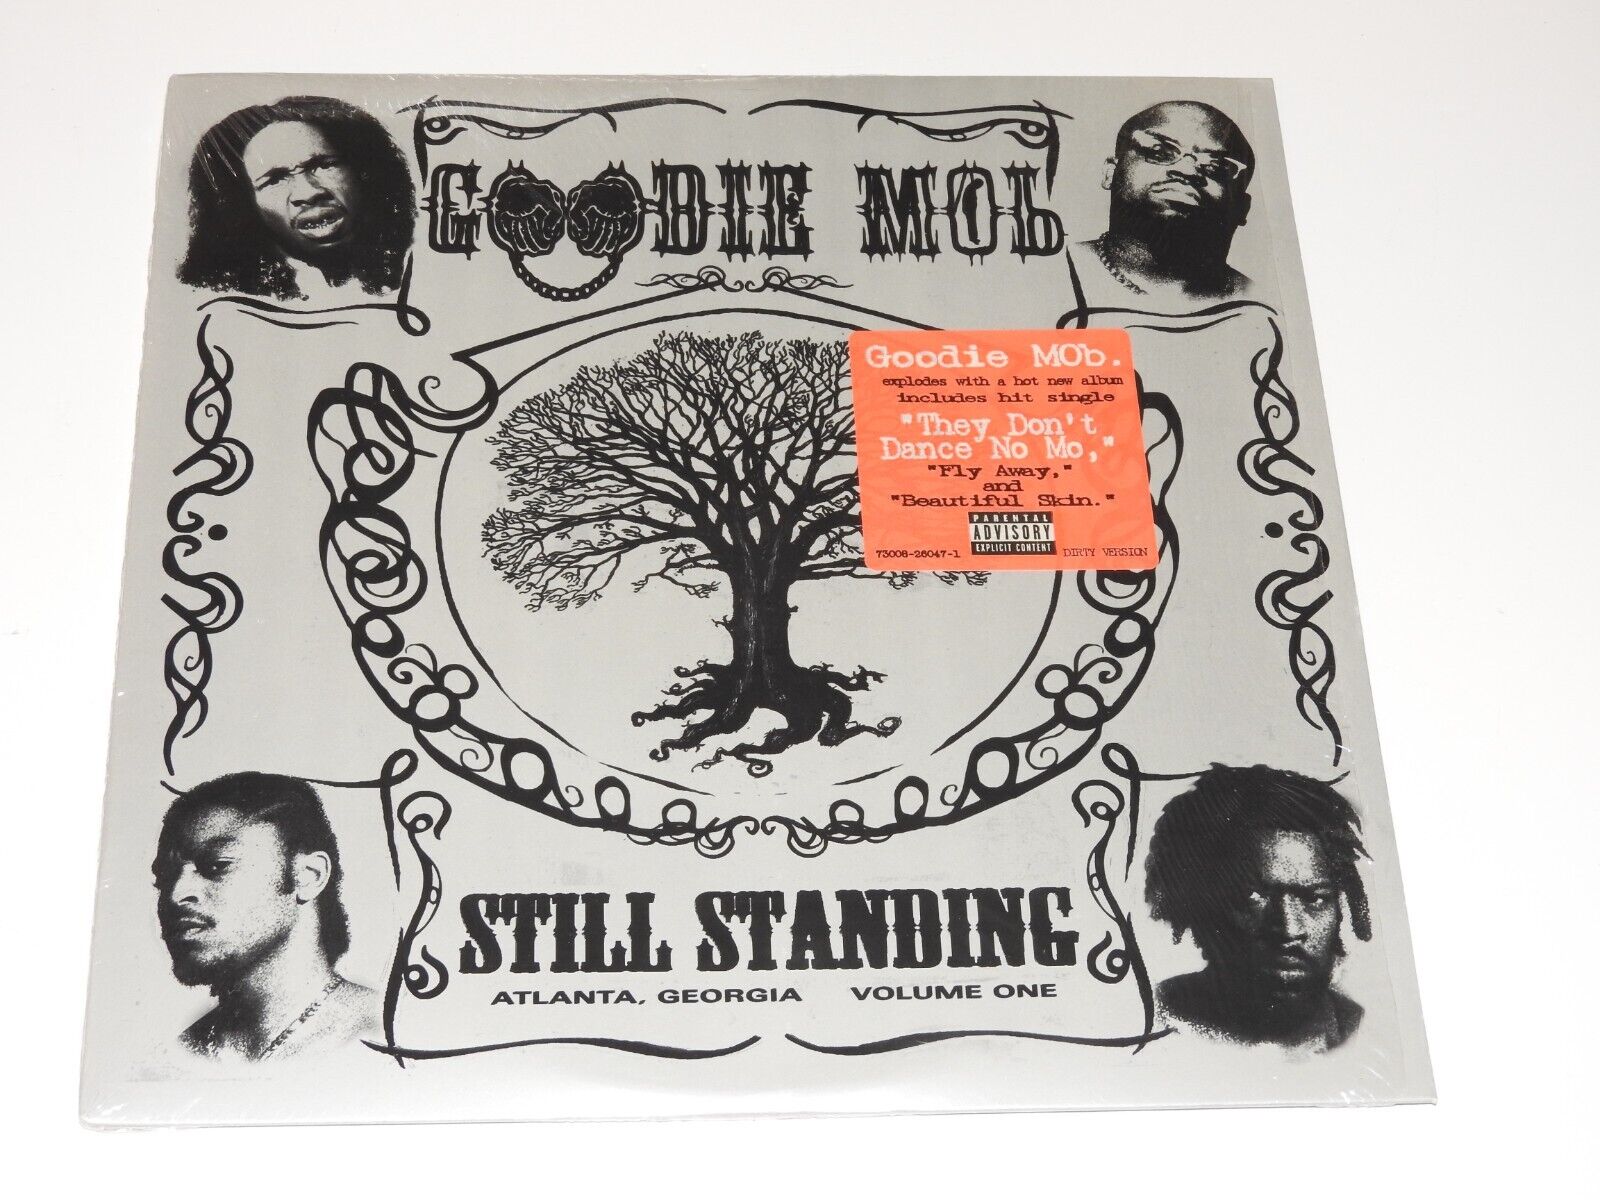 GOODIE MOb
Goodie MOb.
explodes with a hot new album
includes hit single
"They Don't
Dance No Mo,"
"Fly Away,"
and
"Beautiful Skin."
PARENTAL
ADVISORY
EXPLICIT CONTENT
73008-26047-1 DIRTY VERSION
STILL STANDING
ATLANTA, GEORGIA VOLUME ONE